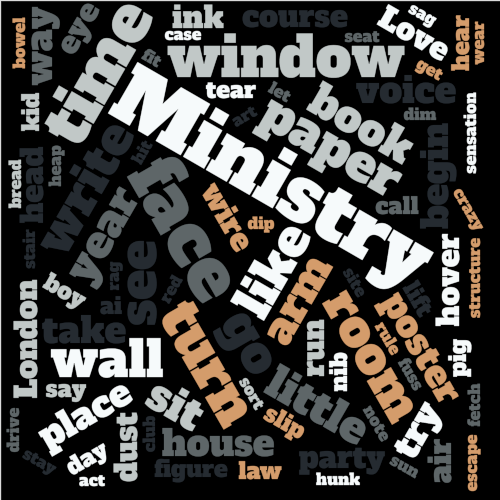 bowel
way
eye
time
ink
case
course
seat
sag
Love
hear
wear
get
window
fit
tear
let
voice
dim
art
book
paper
kid
heap
head
bread
write
hit
Ministry
sensation
begin
call
crazy
face
wire
dip
year
stair
boy
see
rag
red
like
arm
site
lift
hover
structure
London
take
wall
turn
go
room
poster
rule
fuss
run
nib
pig
say
place
sit
sort
slip
little
note
try
fetch
drive
stay
day
act
dust
club
house
figure
law
party
hunk
sun
air
escape